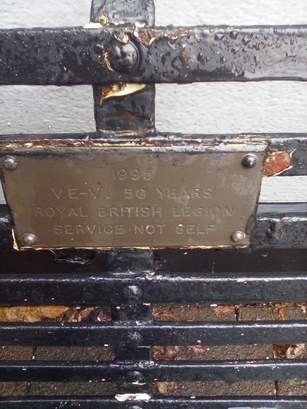 1995
VE-VJ 50 YEARS
ROYAL BRITISH LEGION
SERVICE NOT SELF